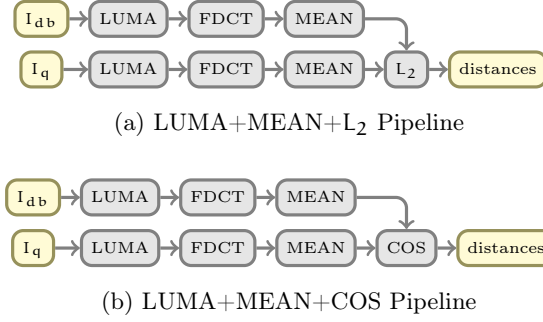 I_db LUMA FDCT MEAN
I_q LUMA FDCT MEAN L_2 distances
(a) LUMA+MEAN+L_2 Pipeline
I_db LUMA FDCT MEAN
I_q LUMA FDCT MEAN COS distances
(b) LUMA+MEAN+COS Pipeline